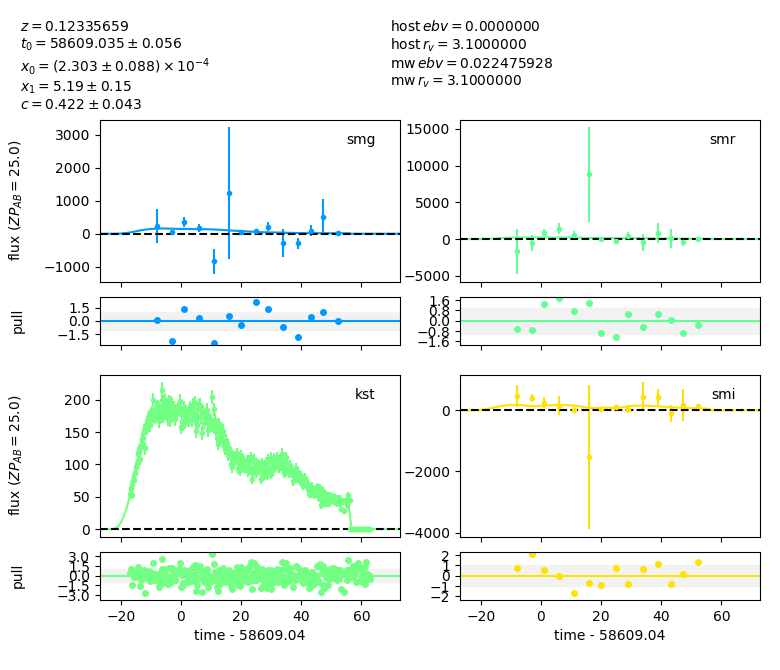 z = 0.12335659
t₀ = 58609.035 ± 0.056
x₀ = (2.303 ± 0.088) × 10⁻⁴
x₁ = 5.19 ± 0.15
c = 0.422 ± 0.043
host ebv = 0.0000000
host r_v = 3.1000000
mw ebv = 0.022475928
mw r_v = 3.1000000
smg
3000
2000
1000
0
−1000
flux (ZP_AB = 25.0)
smr
15000
10000
5000
0
−5000
pull
1.5
0.0
−1.5
1.6
0.8
0.0
−0.8
−1.6
kst
200
150
100
50
0
flux (ZP_AB = 25.0)
smi
0
−2000
−4000
pull
3.0
1.5
0.0
−1.5
−3.0
2
1
0
−1
−2
−20 0 20 40 60
time - 58609.04
−20 0 20 40 60
time - 58609.04